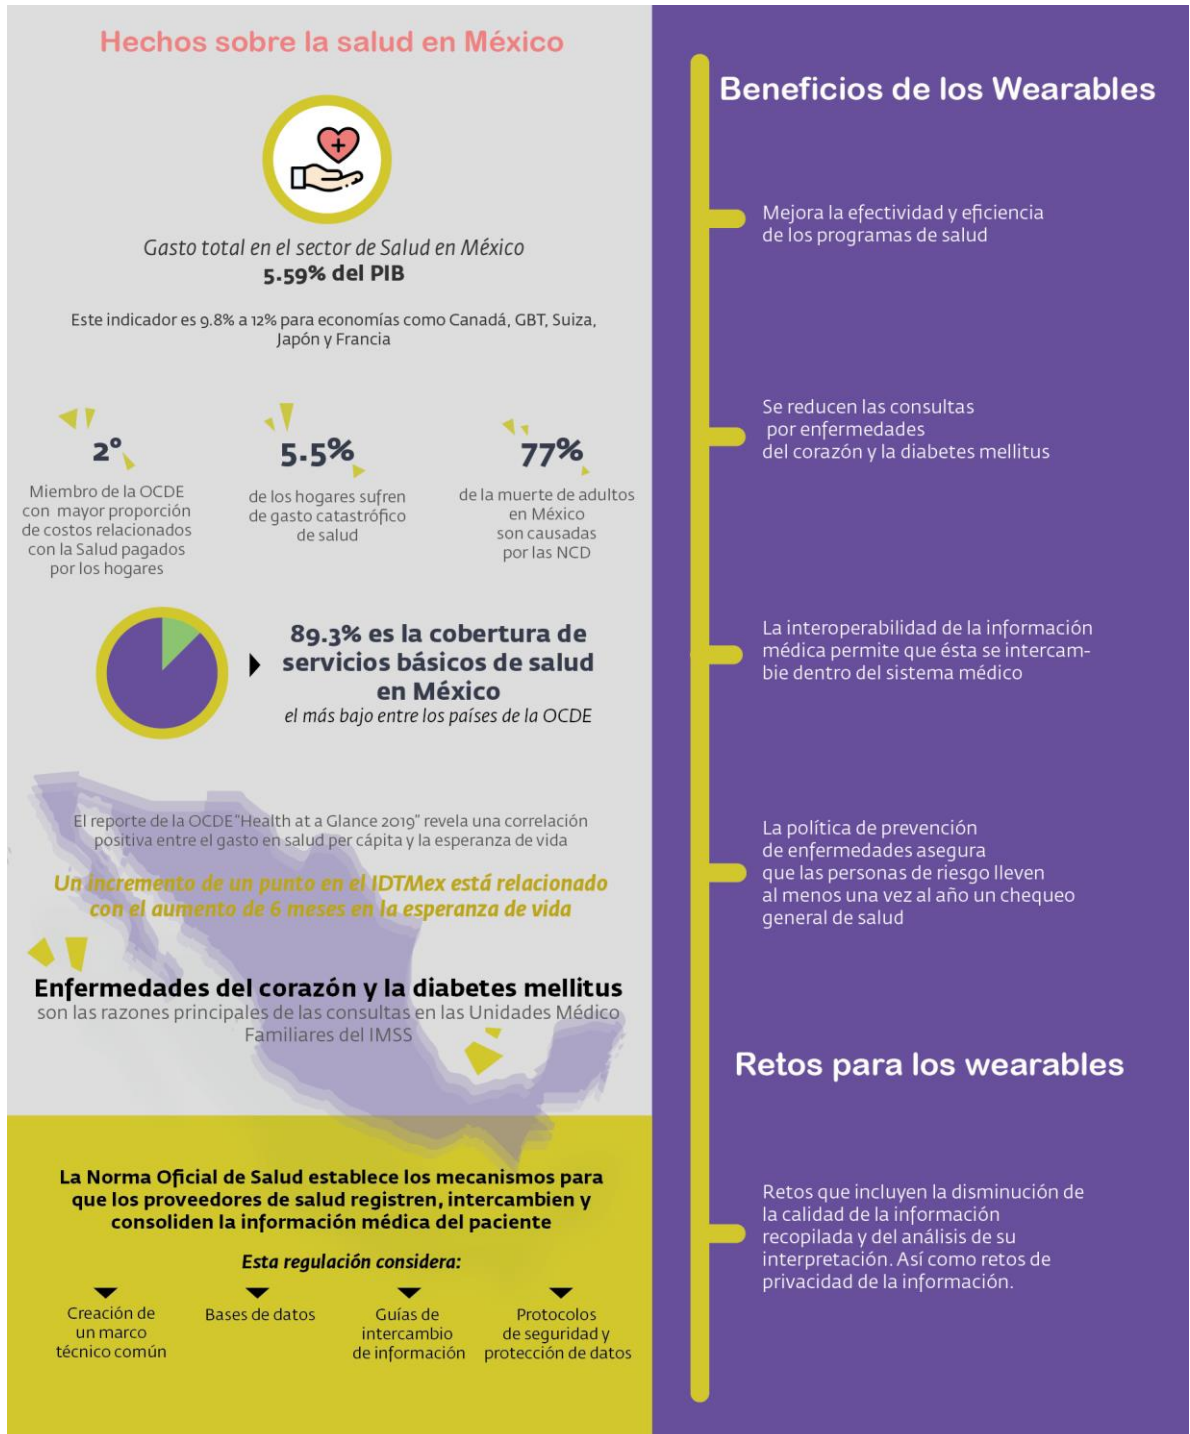 Hechos sobre la salud en México
Gasto total en el sector de Salud en México
5.59% del PIB
Este indicador es 9.8% a 12% para economías como Canadá, GBT, Suiza,
Japón y Francia
2°
Miembro de la OCDE
con mayor proporción
de costos relacionados
con la Salud pagados
por los hogares
5.5%
de los hogares sufren
de gasto catastrófico
de salud
77%
de la muerte de adultos
en México
son causadas
por las NCD
89.3% es la cobertura de
servicios básicos de salud
en México
el más bajo entre los países de la OCDE
El reporte de la OCDE "Health at a Glance 2019" revela una correlación
positiva entre el gasto en salud per cápita y la esperanza de vida
Un incremento de un punto en el IDTMex está relacionado
con el aumento de 6 meses en la esperanza de vida
Enfermedades del corazón y la diabetes mellitus
son las razones principales de las consultas en las Unidades Médico
Familiares del IMSS
La Norma Oficial de Salud establece los mecanismos para
que los proveedores de salud registren, intercambien y
consoliden la información médica del paciente
Esta regulación considera:
Creación de
un marco
técnico común
Bases de datos
Guías de
intercambio
de información
Protocolos
de seguridad y
protección de datos
Beneficios de los Wearables
Mejora la efectividad y eficiencia
de los programas de salud
Se reducen las consultas
por enfermedades
del corazón y la diabetes mellitus
La interoperabilidad de la información
médica permite que ésta se intercam-
bie dentro del sistema médico
La política de prevención
de enfermedades asegura
que las personas de riesgo lleven
al menos una vez al año un chequeo
general de salud
Retos para los wearables
Retos que incluyen la disminución de
la calidad de la información
recopilada y del análisis de su
interpretación. Así como retos de
privacidad de la información.